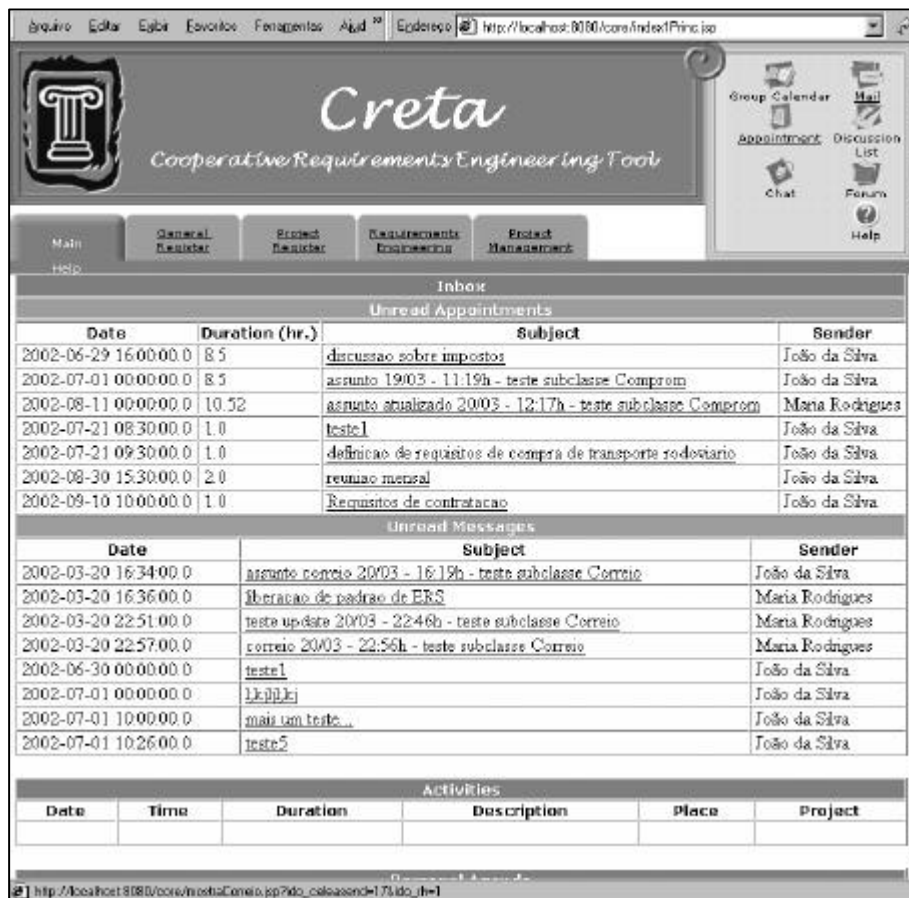 Arquivo Editar Exibir Favoritos Ferramentas Ajud » Endereço http://localhost:8080/core/index1Princ.jsp
Creta
Cooperative Requirements Engineering Tool
Group Calendar Mail
Appointment Discussion List
Chat Forum
Help
Main General Register Project Register Requirements Engineering Project Management
Help
Inbox
Unread Appointments
Date Duration (hr.) Subject Sender
2002-06-29 16:00:00.0 8.5 discussao sobre impostos João da Silva
2002-07-01 00:00:00.0 8.5 assunto 19/03 - 11:19h - teste subclasse Comprom João da Silva
2002-08-11 00:00:00.0 10.52 assunto atualizado 20/03 - 12:17h - teste subclasse Comprom Maria Rodrigues
2002-07-21 08:30:00.0 1.0 teste1 João da Silva
2002-07-21 09:30:00.0 1.0 definicao de requisitos de compra de transporte rodoviario João da Silva
2002-08-30 15:30:00.0 2.0 reuniao mensal João da Silva
2002-09-10 10:00:00.0 1.0 Requisitos de contratacao João da Silva
Unread Messages
Date Subject Sender
2002-03-20 16:34:00.0 assunto correio 20/03 - 16:19h - teste subclasse Correio João da Silva
2002-03-20 16:36:00.0 liberacao de padrao de ERS Maria Rodrigues
2002-03-20 22:51:00.0 teste update 20/03 - 22:46h - teste subclasse Correio Maria Rodrigues
2002-03-20 22:57:00.0 correio 20/03 - 22:56h - teste subclasse Correio Maria Rodrigues
2002-06-30 00:00:00.0 teste1 João da Silva
2002-07-01 00:00:00.0 João da Silva
2002-07-01 10:00:00.0 mais um teste... João da Silva
2002-07-01 10:26:00.0 teste5 João da Silva
Activities
Date Time Duration Description Place Project
http://localhost:8080/core/mostraCorreio.jsp?ido_celeasend=17&ido_rh=1